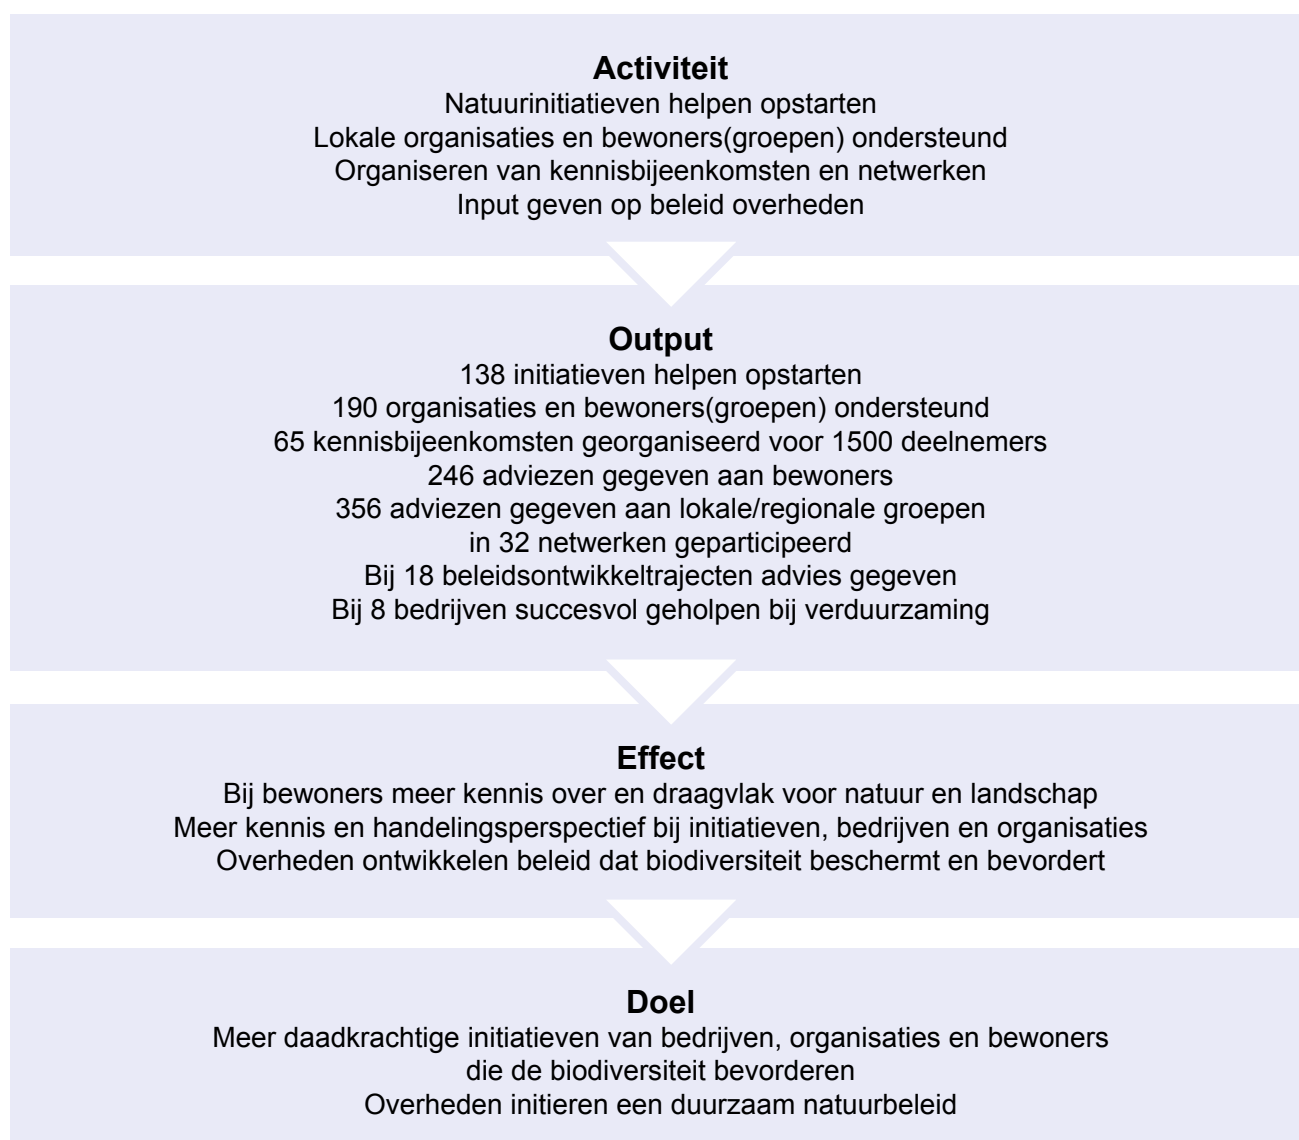 Activiteit
Natuurinitiatieven helpen opstarten
Lokale organisaties en bewoners(groepen) ondersteund
Organiseren van kennisbijeenkomsten en netwerken
Input geven op beleid overheden
Output
138 initiatieven helpen opstarten
190 organisaties en bewoners(groepen) ondersteund
65 kennisbijeenkomsten georganiseerd voor 1500 deelnemers
246 adviezen gegeven aan bewoners
356 adviezen gegeven aan lokale/regionale groepen
in 32 netwerken geparticipeerd
Bij 18 beleidsontwikkeltrajecten advies gegeven
Bij 8 bedrijven succesvol geholpen bij verduurzaming
Effect
Bij bewoners meer kennis over en draagvlak voor natuur en landschap
Meer kennis en handelingsperspectief bij initiatieven, bedrijven en organisaties
Overheden ontwikkelen beleid dat biodiversiteit beschermt en bevordert
Doel
Meer daadkrachtige initiatieven van bedrijven, organisaties en bewoners
die de biodiversiteit bevorderen
Overheden initieren een duurzaam natuurbeleid